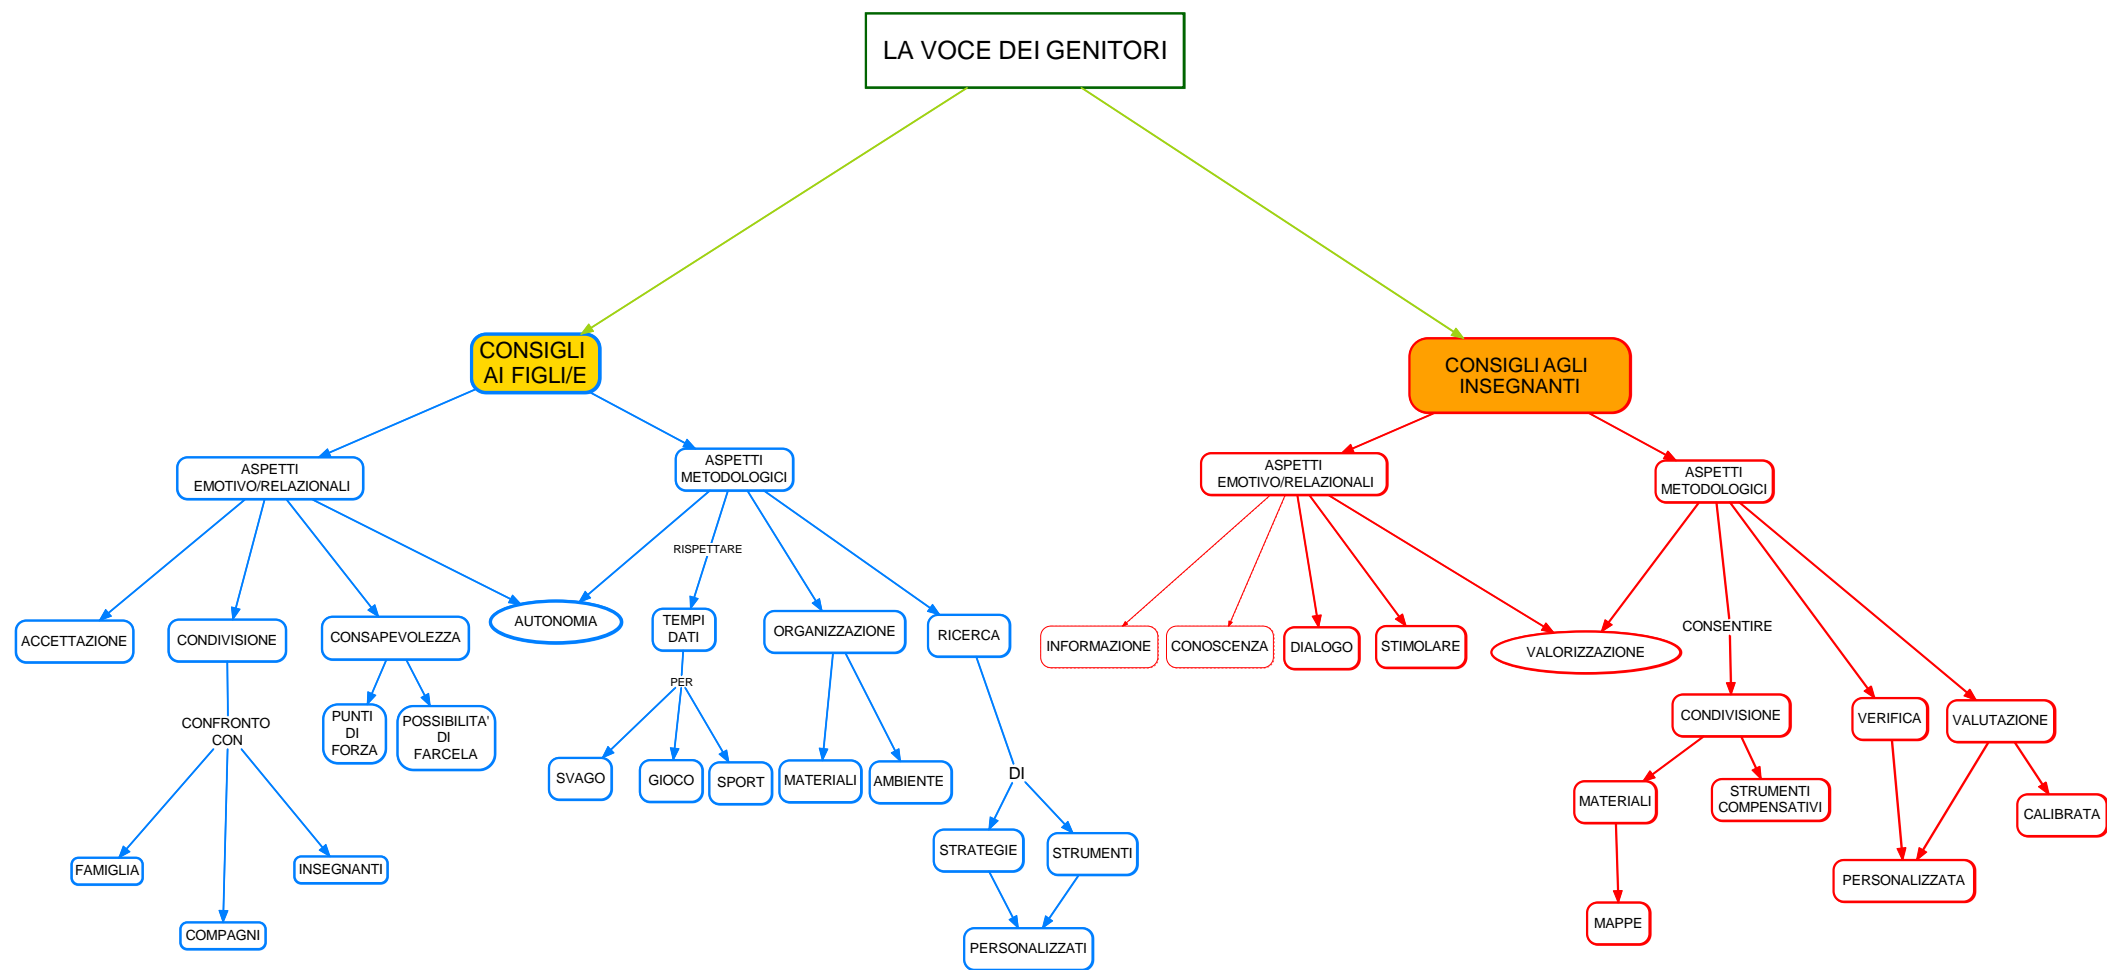 LA VOCE DEI GENITORI
CONSIGLI
AI FIGLI/E
CONSIGLI AGLI
INSEGNANTI
ASPETTI
EMOTIVO/RELAZIONALI
ASPETTI
METODOLOGICI
ASPETTI
EMOTIVO/RELAZIONALI
ASPETTI
METODOLOGICI
RISPETTARE
ACCETTAZIONE
CONDIVISIONE
CONSAPEVOLEZZA
AUTONOMIA
TEMPI
DATI
ORGANIZZAZIONE
RICERCA
INFORMAZIONE
CONOSCENZA
DIALOGO
STIMOLARE
VALORIZZAZIONE
CONSENTIRE
PER
CONFRONTO
CON
PUNTI
DI
FORZA
POSSIBILITA'
DI
FARCELA
CONDIVISIONE
VERIFICA
VALUTAZIONE
SVAGO
GIOCO
SPORT
MATERIALI
AMBIENTE
DI
MATERIALI
STRUMENTI
COMPENSATIVI
CALIBRATA
STRATEGIE
STRUMENTI
FAMIGLIA
INSEGNANTI
PERSONALIZZATA
COMPAGNI
PERSONALIZZATI
MAPPE